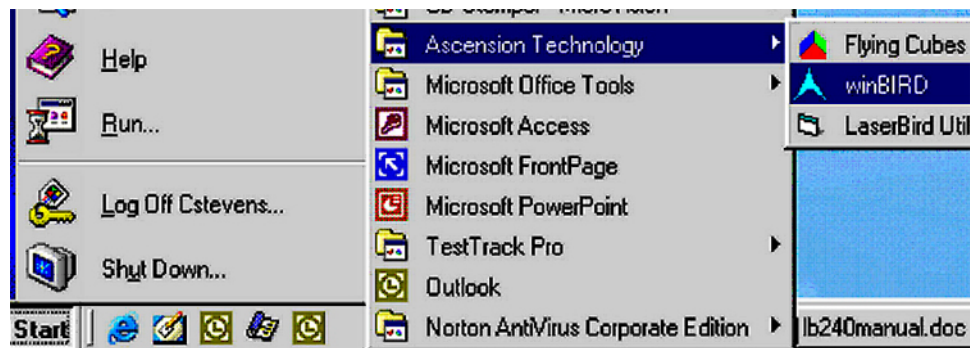 Help
Run...
Log Off Cstevens...
Shut Down...
Start
Ascension Technology
Microsoft Office Tools
Microsoft Access
Microsoft FrontPage
Microsoft PowerPoint
TestTrack Pro
Outlook
Norton AntiVirus Corporate Edition
Flying Cubes
winBIRD
LaserBird Util
lb240manual.doc